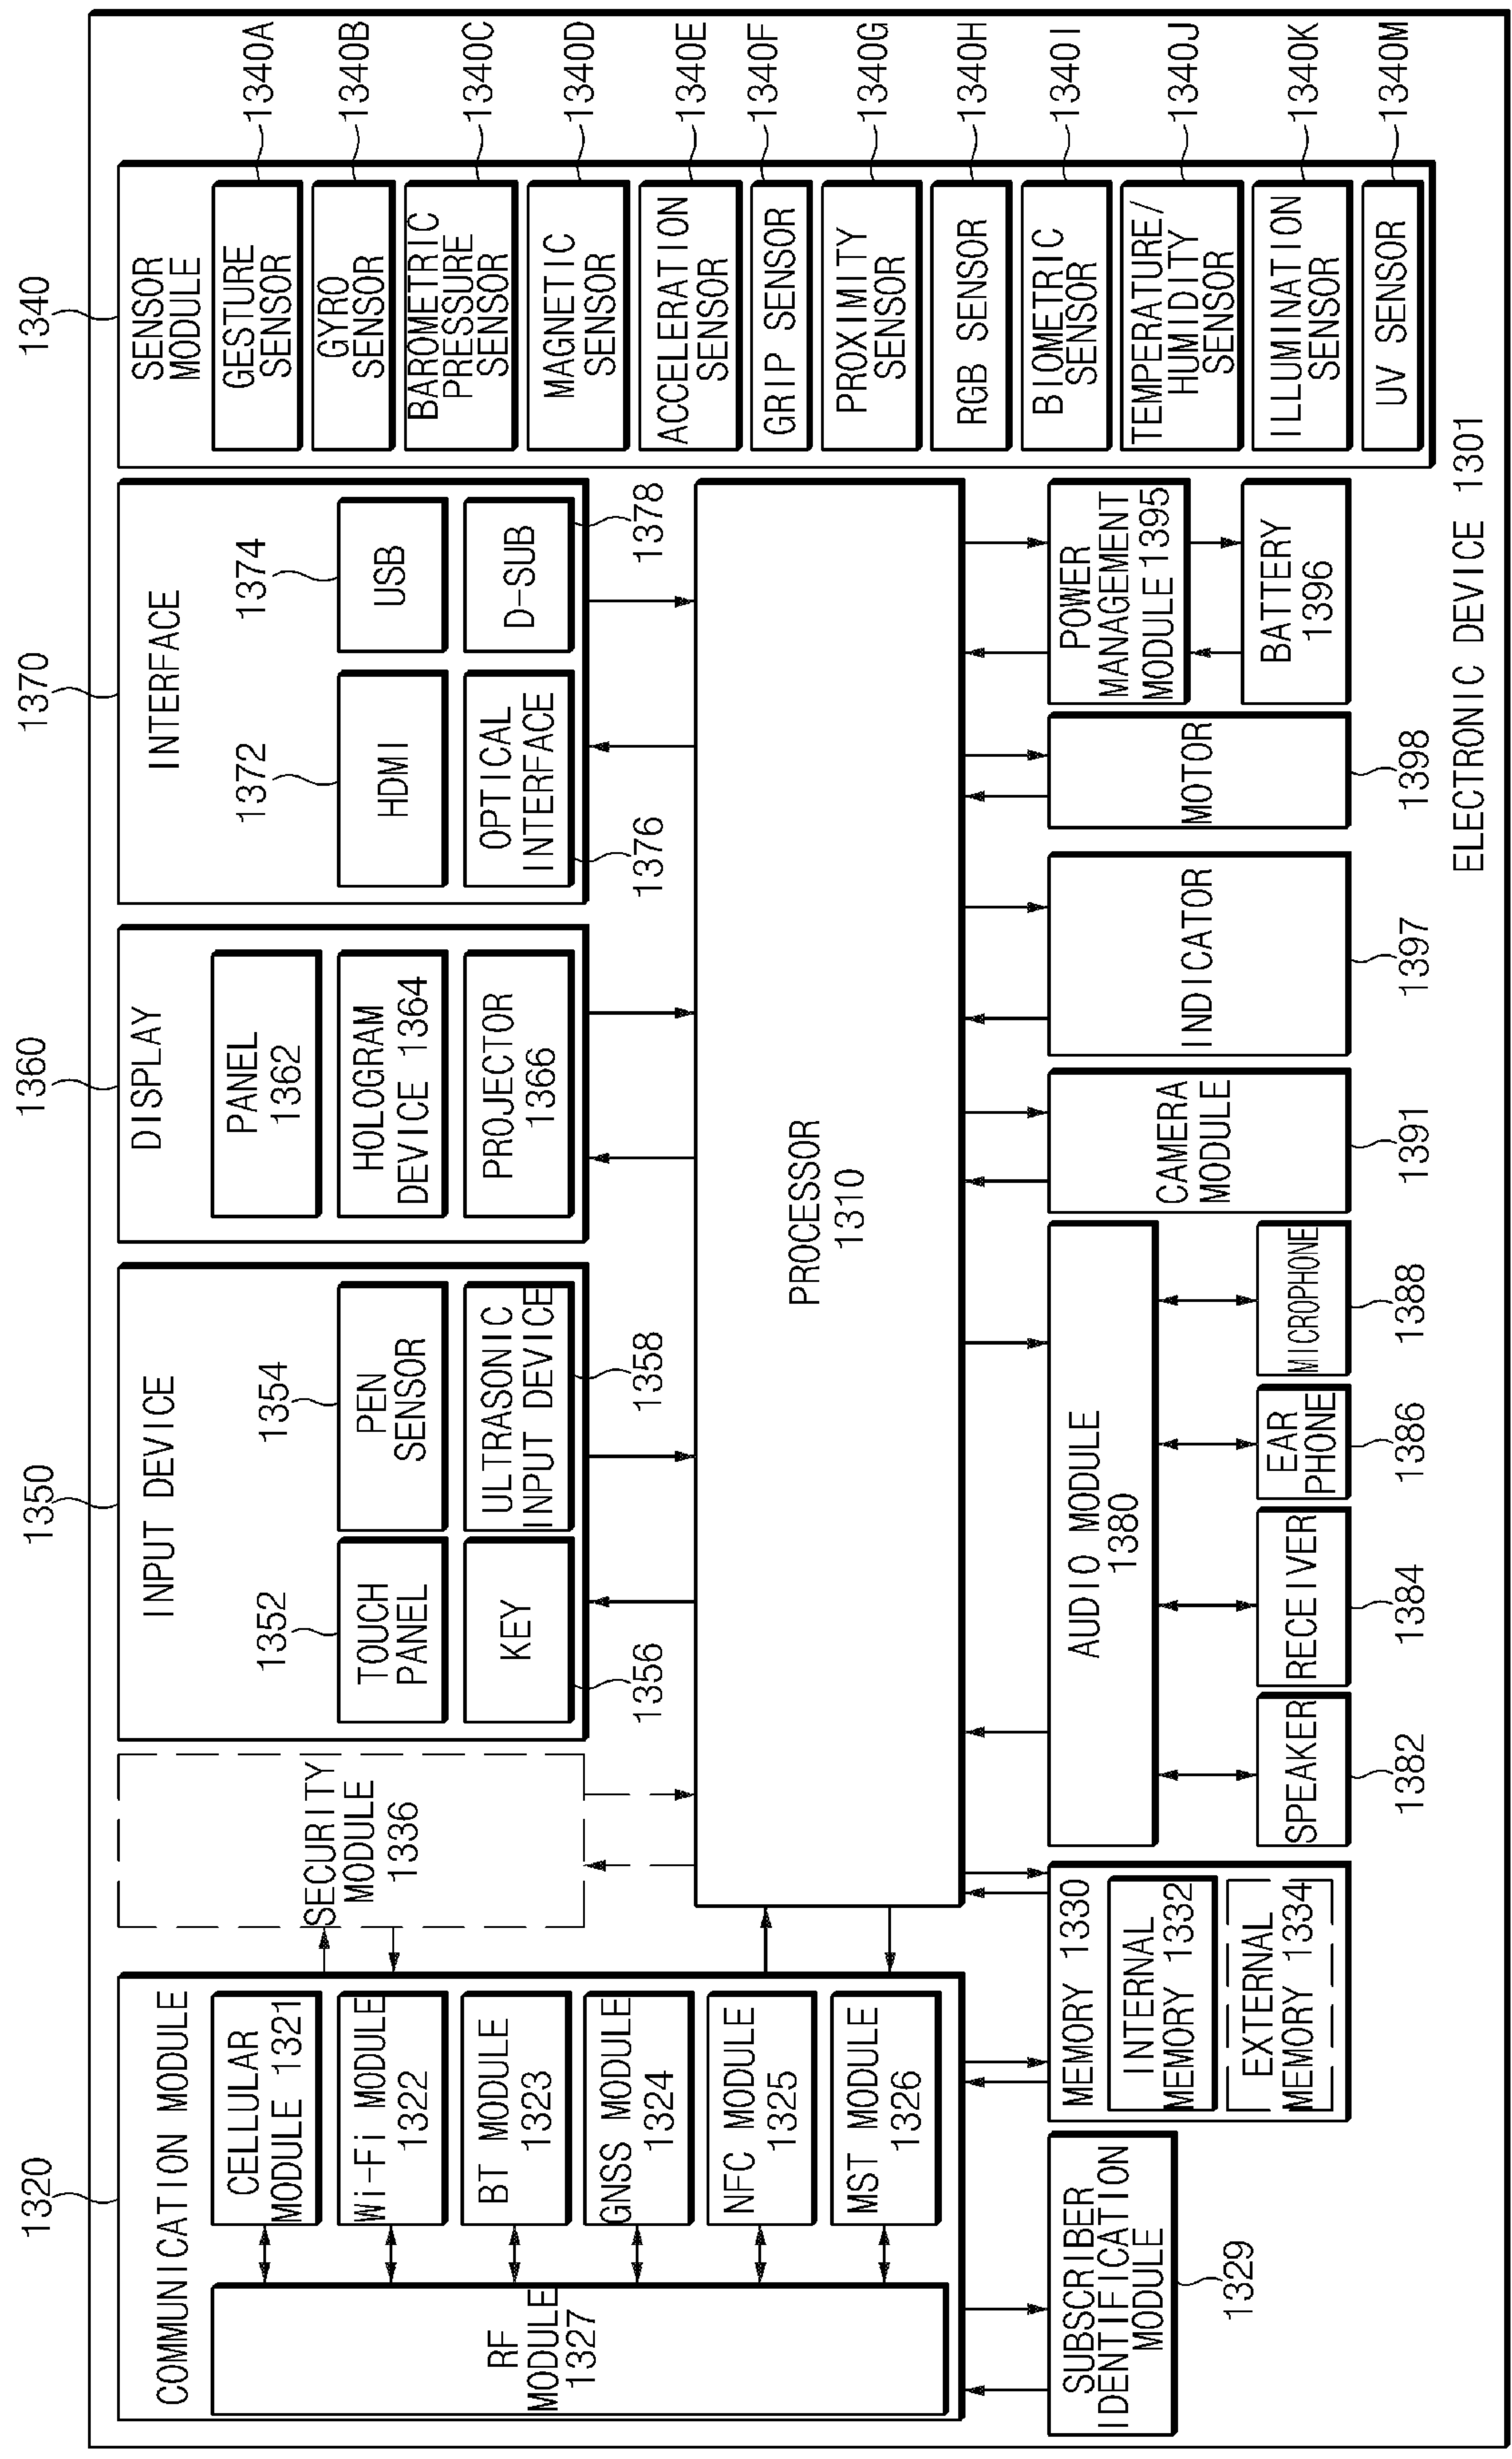 1320
COMMUNICATION MODULE
RF
MODULE
1327
CELLULAR
MODULE 1321
Wi-Fi MODULE
1322
BT MODULE
1323
GNSS MODULE
1324
NFC MODULE
1325
MST MODULE
1326
SECURITY
MODULE
1336
1350
INPUT DEVICE
1352
TOUCH
PANEL
1354
PEN
SENSOR
KEY
1356
ULTRASONIC
INPUT DEVICE
1358
1360
DISPLAY
PANEL
1362
HOLOGRAM
DEVICE 1364
PROJECTOR
1366
1370
INTERFACE
1372
HDMI
1374
USB
OPTICAL
INTERFACE
1376
D-SUB
1378
1340
SENSOR
MODULE
GESTURE
SENSOR
1340A
GYRO
SENSOR
1340B
BAROMETRIC
PRESSURE
SENSOR
1340C
MAGNETIC
SENSOR
1340D
ACCELERATION
SENSOR
1340E
GRIP SENSOR
1340F
PROXIMITY
SENSOR
1340G
RGB SENSOR
1340H
BIOMETRIC
SENSOR
1340I
TEMPERATURE/
HUMIDITY
SENSOR
1340J
ILLUMINATION
SENSOR
1340K
UV SENSOR
1340M
PROCESSOR
1310
SUBSCRIBER
IDENTIFICATION
MODULE
1329
MEMORY 1330
INTERNAL
MEMORY 1332
EXTERNAL
MEMORY 1334
AUDIO MODULE
1380
SPEAKER
1382
RECEIVER
1384
EAR
PHONE
1386
MICROPHONE
1388
CAMERA
MODULE
1391
INDICATOR
1397
MOTOR
1398
POWER
MANAGEMENT
MODULE 1395
BATTERY
1396
ELECTRONIC DEVICE 1301